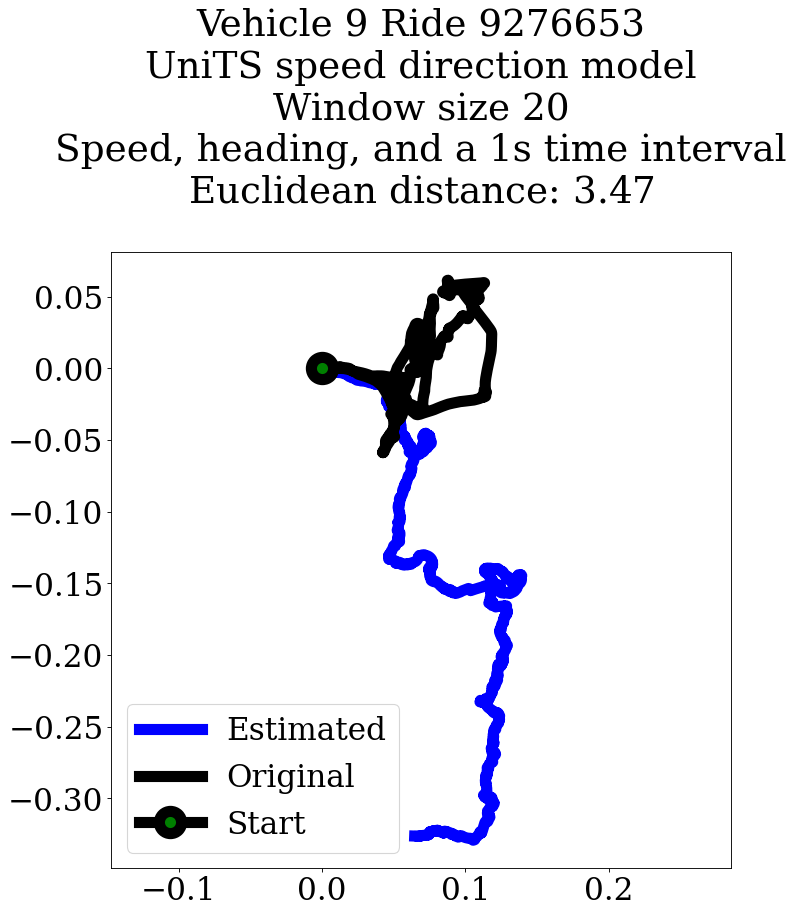 Vehicle 9 Ride 9276653
UniTS speed direction model
Window size 20
Speed, heading, and a 1s time interval
Euclidean distance: 3.47
0.05
0.00
−0.05
−0.10
−0.15
−0.20
−0.25
−0.30
Estimated
Original
Start
−0.1
0.0
0.1
0.2